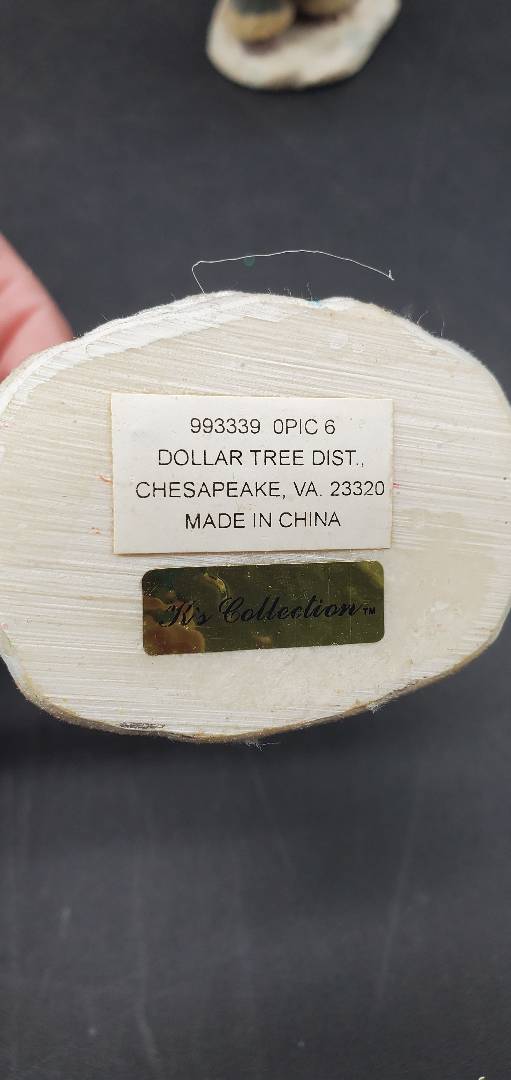 993339 0PIC 6
DOLLAR TREE DIST.,
CHESAPEAKE, VA. 23320
MADE IN CHINA
K's Collection™